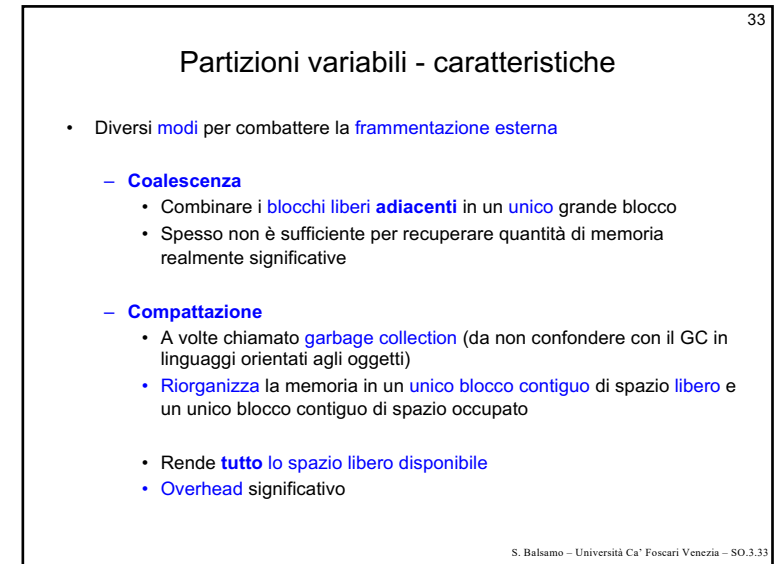 33
Partizioni variabili - caratteristiche
• Diversi modi per combattere la frammentazione esterna
– Coalescenza
• Combinare i blocchi liberi adiacenti in un unico grande blocco
• Spesso non è sufficiente per recuperare quantità di memoria
realmente significative
– Compattazione
• A volte chiamato garbage collection (da non confondere con il GC in
linguaggi orientati agli oggetti)
• Riorganizza la memoria in un unico blocco contiguo di spazio libero e
un unico blocco contiguo di spazio occupato
• Rende tutto lo spazio libero disponibile
• Overhead significativo
S. Balsamo – Università Ca' Foscari Venezia – SO.3.33